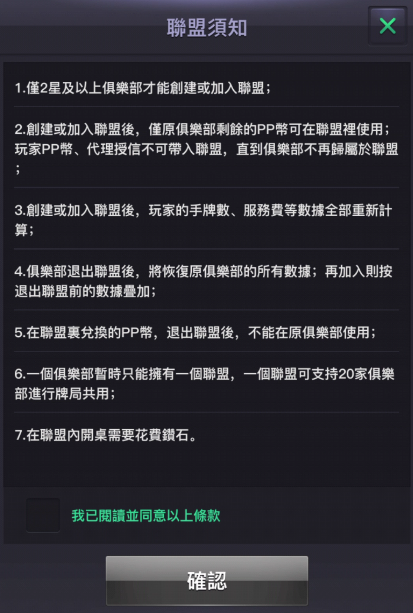 聯盟須知
1.僅2星及以上俱樂部才能創建或加入聯盟；
2.創建或加入聯盟後，僅原俱樂部剩餘的PP幣可在聯盟裡使用；
玩家PP幣、代理授信不可帶入聯盟，直到俱樂部不再歸屬於聯盟
；
3.創建或加入聯盟後，玩家的手牌數、服務費等數據全部重新計
算；
4.俱樂部退出聯盟後，將恢復原俱樂部的所有數據；再加入則按
退出聯盟前的數據疊加；
5.在聯盟裏兌換的PP幣，退出聯盟後，不能在原俱樂部使用；
6.一個俱樂部暫時只能擁有一個聯盟，一個聯盟可支持20家俱樂
部進行牌局共用；
7.在聯盟內開桌需要花費鑽石。
我已閱讀並同意以上條款
確認